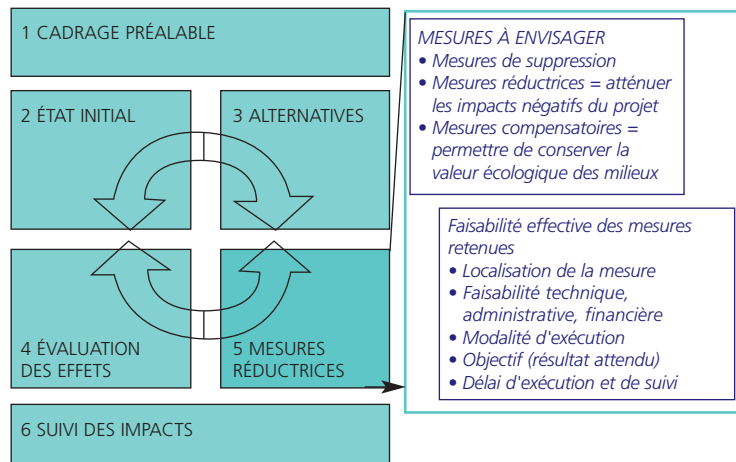 1 CADRAGE PRÉALABLE
2 ÉTAT INITIAL
3 ALTERNATIVES
4 ÉVALUATION
DES EFFETS
5 MESURES
RÉDUCTRICES
6 SUIVI DES IMPACTS
MESURES À ENVISAGER
• Mesures de suppression
• Mesures réductrices = atténuer
les impacts négatifs du projet
• Mesures compensatoires =
permettre de conserver la
valeur écologique des milieux
Faisabilité effective des mesures
retenues
• Localisation de la mesure
• Faisabilité technique,
administrative, financière
• Modalité d'exécution
• Objectif (résultat attendu)
• Délai d'exécution et de suivi